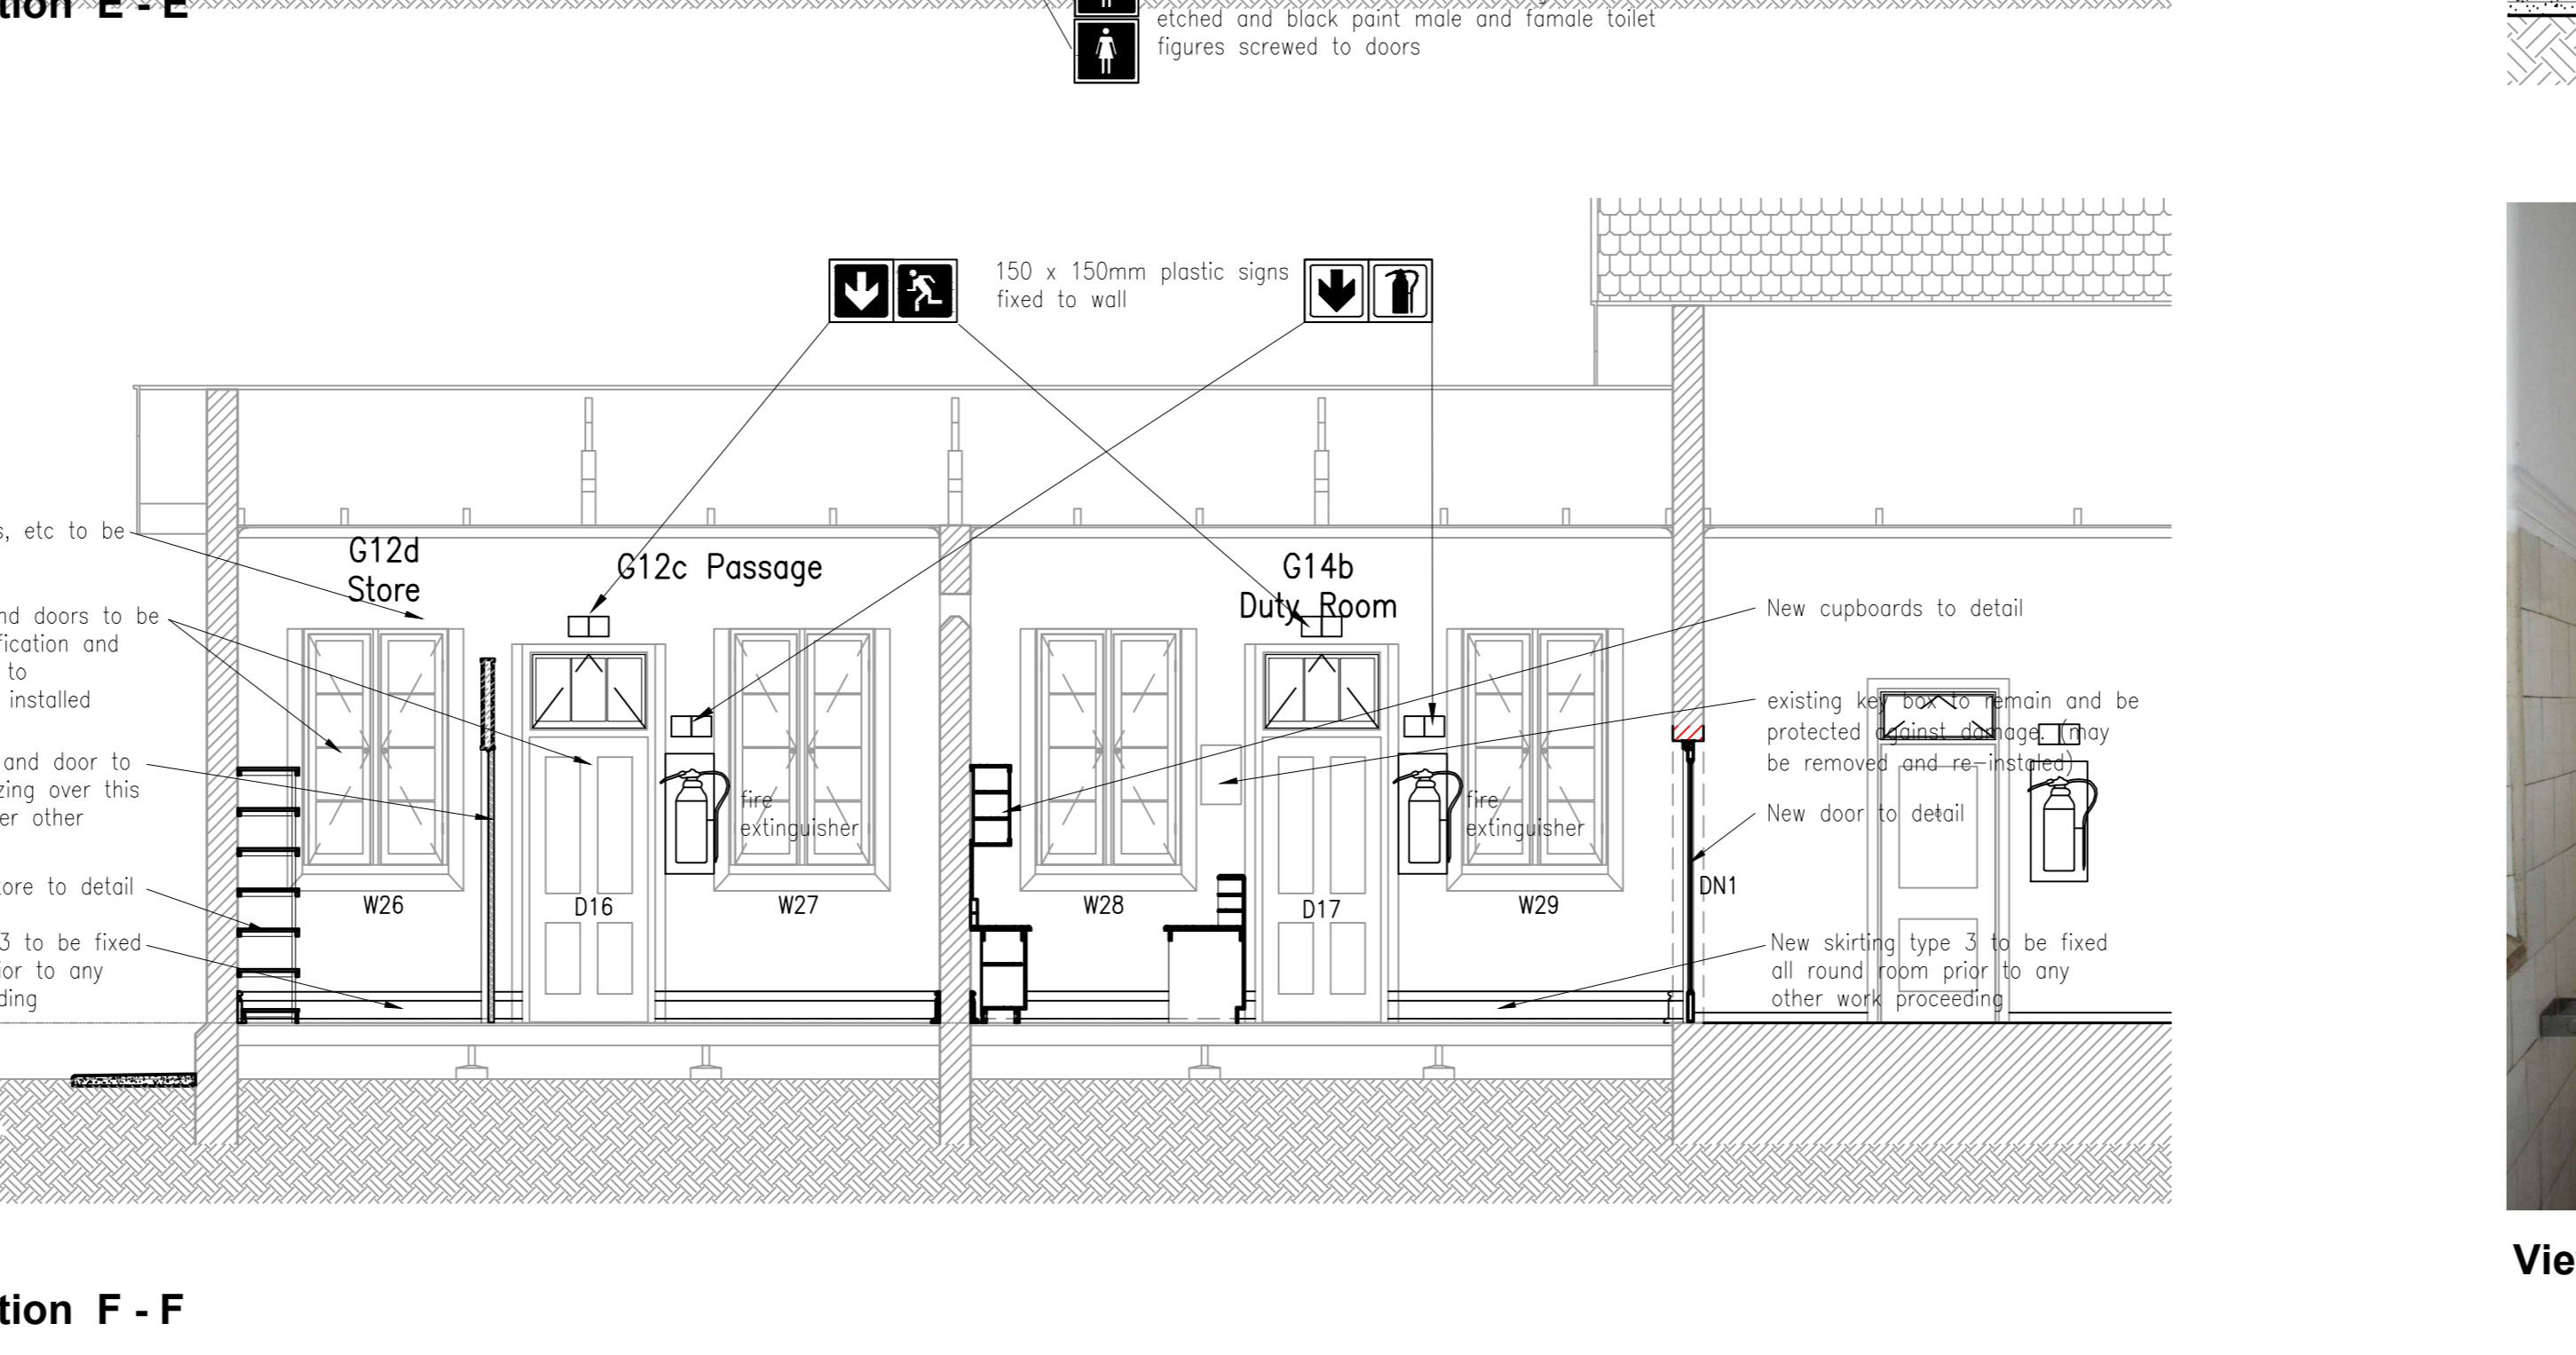 tion E - E
etched and black paint male and famale toilet
figures screwed to doors
150 x 150mm plastic signs
fixed to wall
s, etc to be
nd doors to be
fication and
to
installed
and door to
zing over this
er other
tore to detail
3 to be fixed
ior to any
ding
G12d
Store
G12c Passage
G14b
Duty Room
New cupboards to detail
existing key box to remain and be
protected against damage. (may
be removed and re-instaled)
New door to detail
fire
extinguisher
fire
extinguisher
W26
D16
W27
W28
D17
W29
DN1
New skirting type 3 to be fixed
all round room prior to any
other work proceeding
Vie
tion F - F